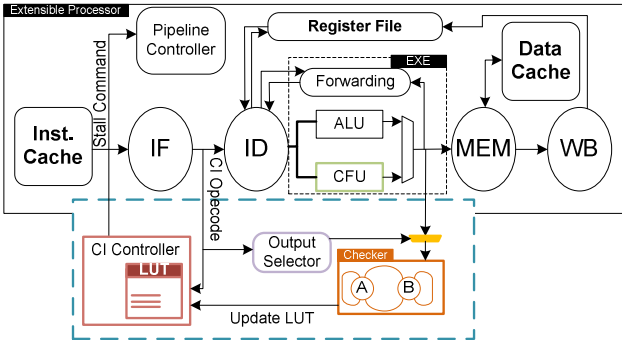 Extensible Processor
Pipeline
Controller
Register File
Data
Cache
EXE
Forwarding
Stall Command
Inst.
Cache
IF
ID
ALU
CFU
MEM
WB
CI Opecode
CI Controller
LUT
Output
Selector
Checker
A
B
Update LUT